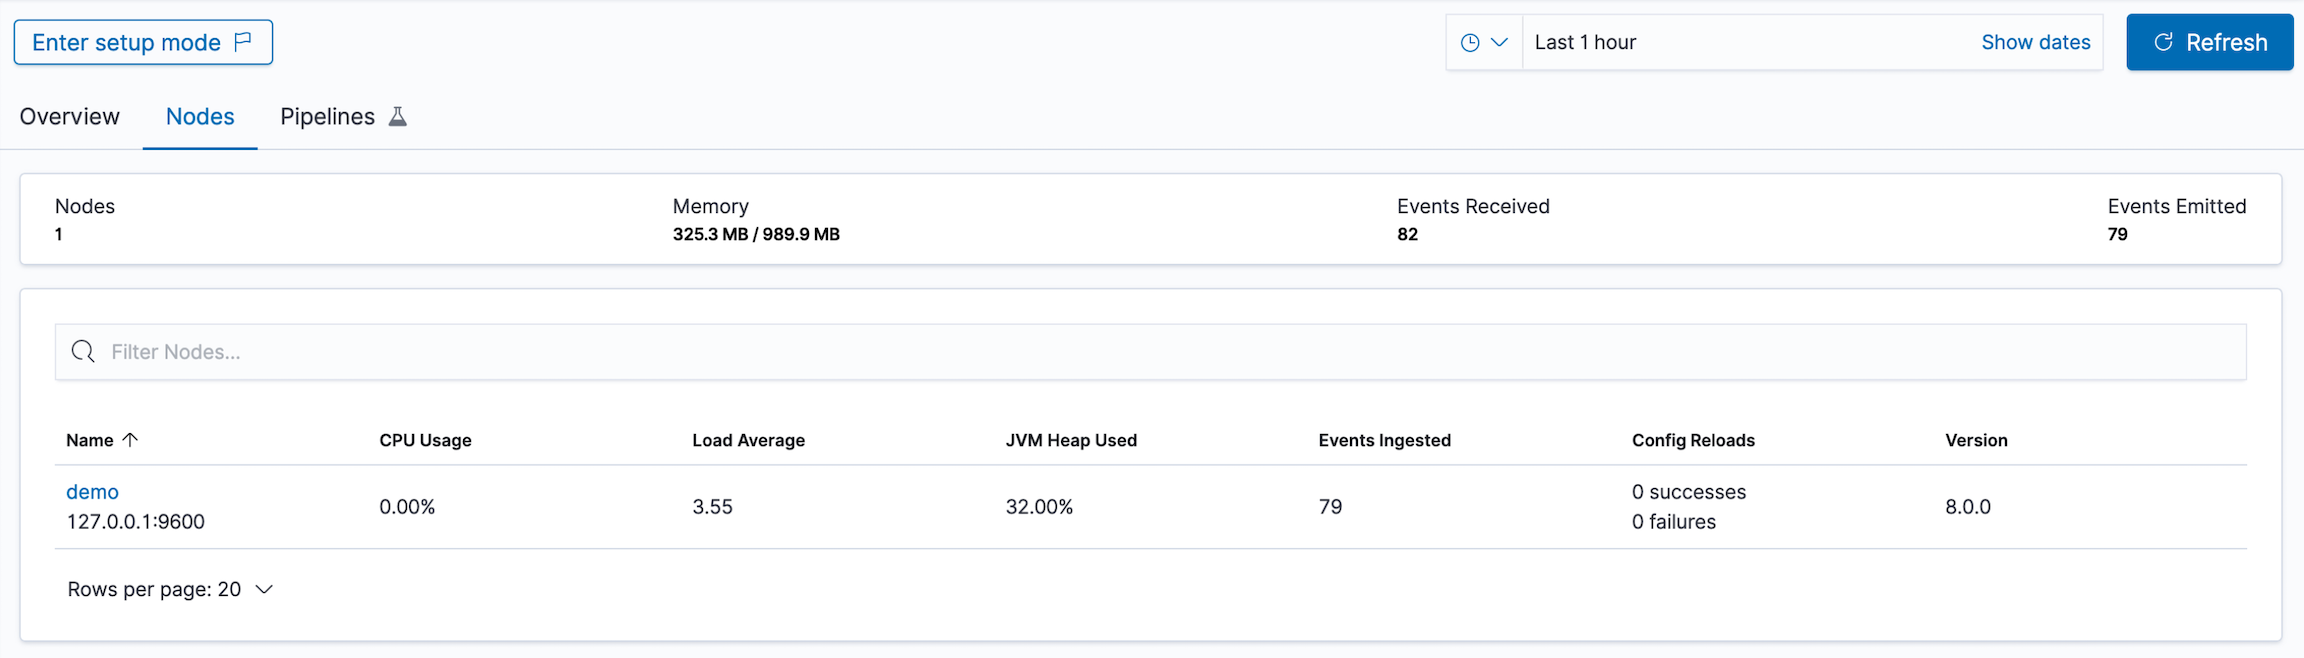 Enter setup mode
Last 1 hour
Show dates
Refresh
Overview
Nodes
Pipelines
Nodes
1
Memory
325.3 MB / 989.9 MB
Events Received
82
Events Emitted
79
Filter Nodes...
Name
CPU Usage
Load Average
JVM Heap Used
Events Ingested
Config Reloads
Version
demo
127.0.0.1:9600
0.00%
3.55
32.00%
79
0 successes
0 failures
8.0.0
Rows per page: 20